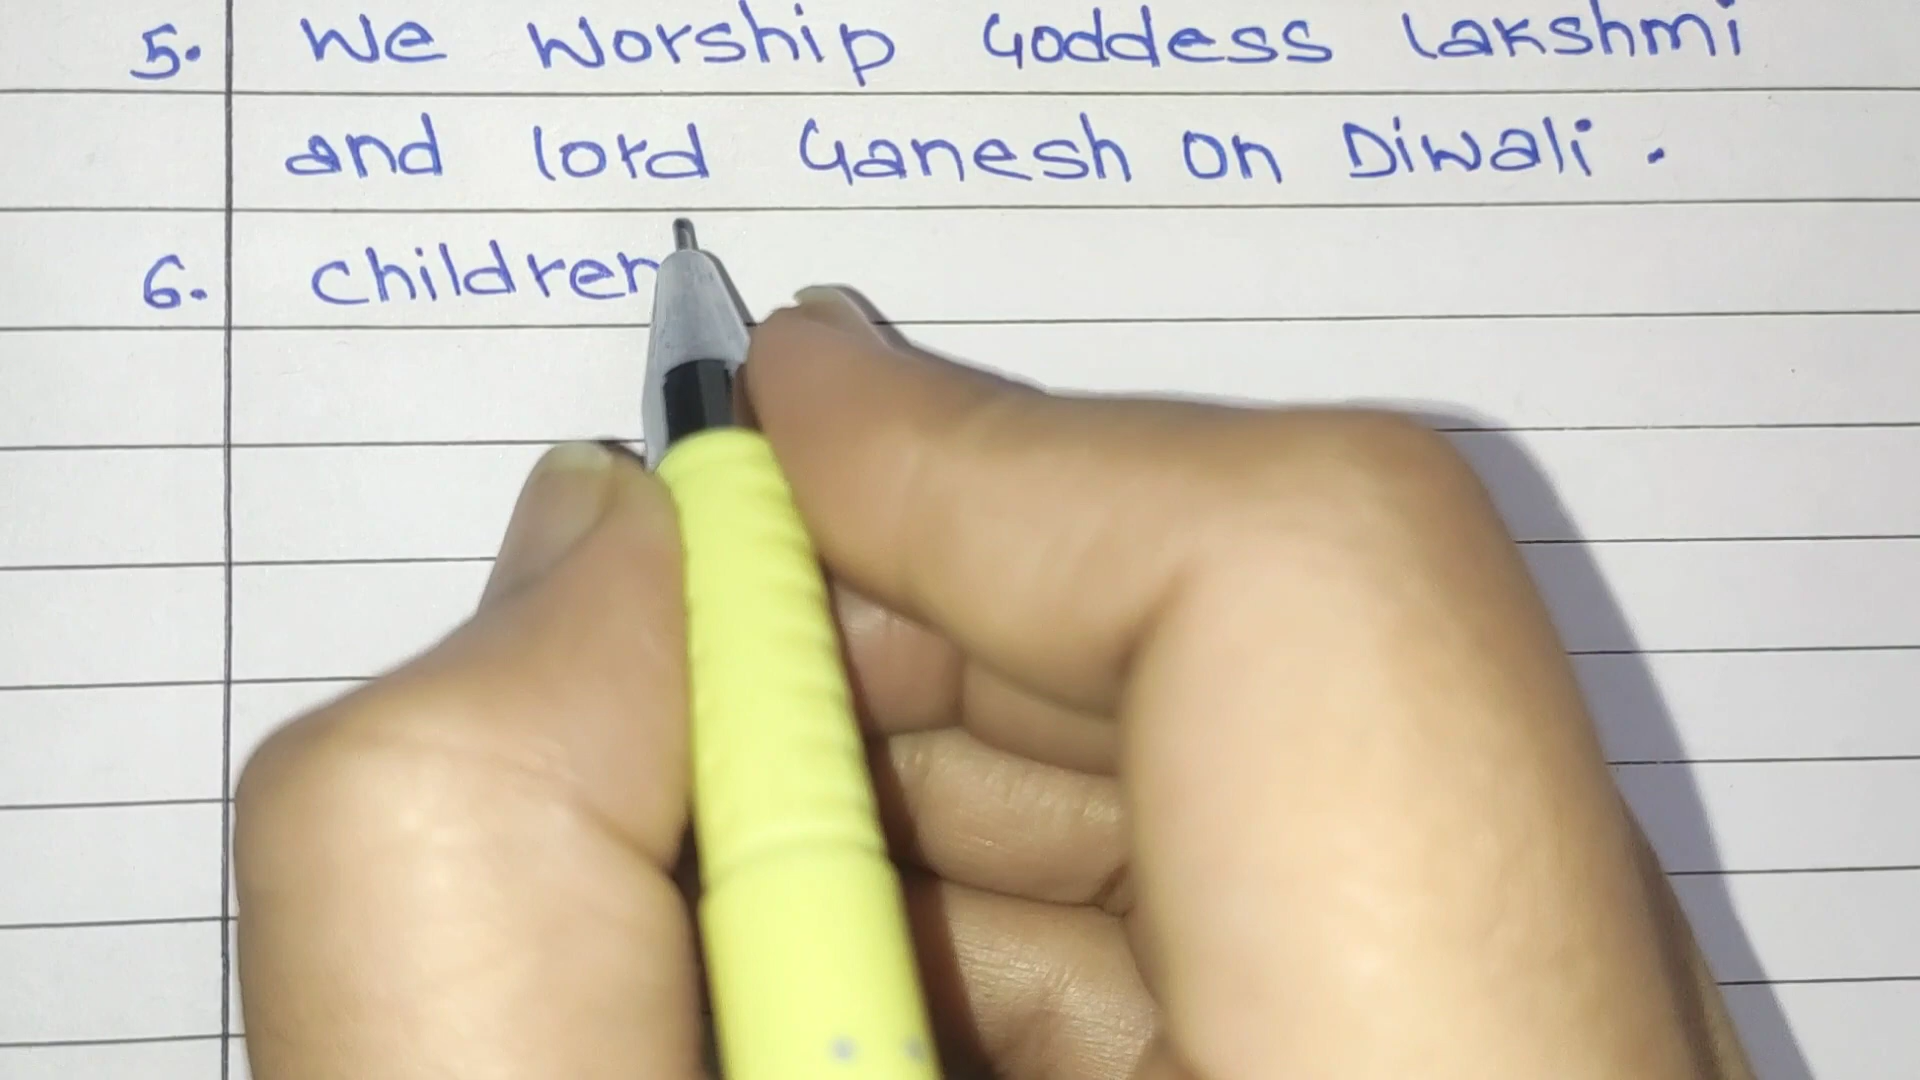 5. We Worship Goddess Lakshmi
and lord Ganesh on Diwali.
6. Children